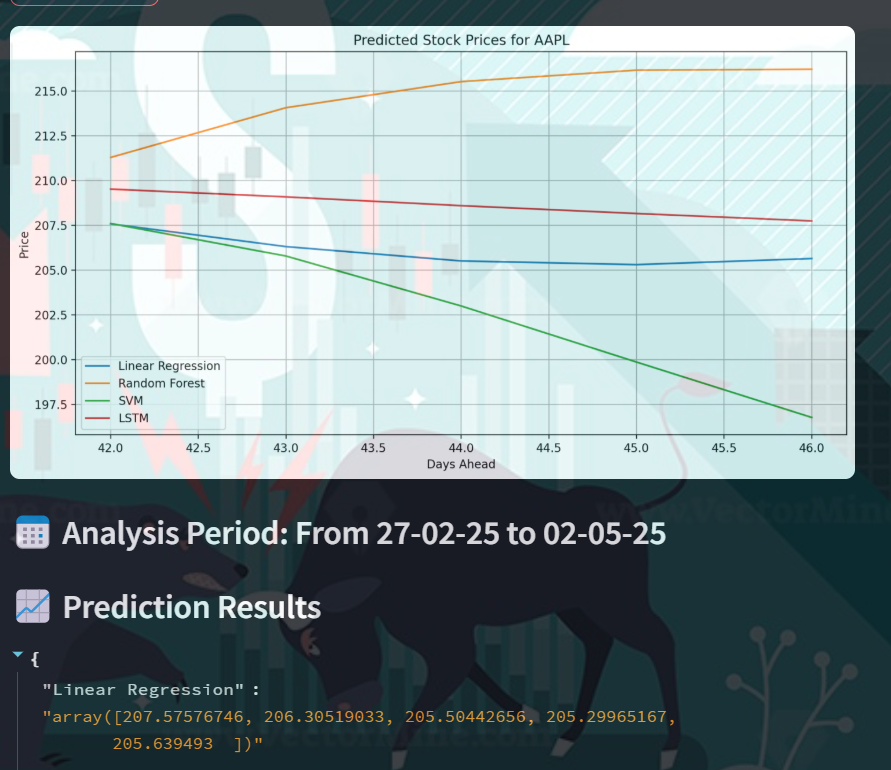 Predicted Stock Prices for AAPL
215.0
212.5
210.0
207.5
205.0
202.5
200.0
197.5
Price
Linear Regression
Random Forest
SVM
LSTM
42.0 42.5 43.0 43.5 44.0 44.5 45.0 45.5 46.0
Days Ahead
Analysis Period: From 27-02-25 to 02-05-25
Prediction Results
{
"Linear Regression" :
"array([207.57576746, 206.30519033, 205.50442656, 205.29965167,
205.639493 ])"